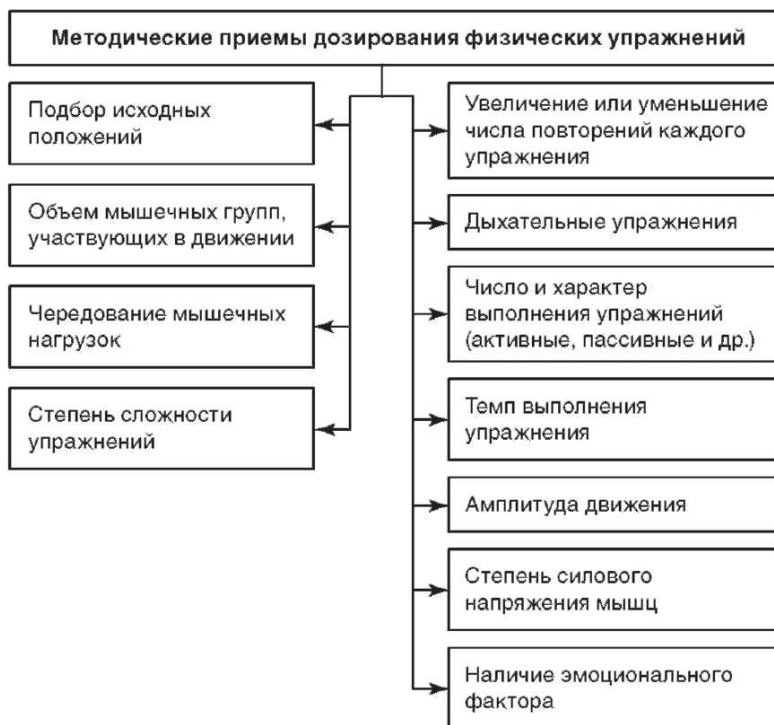 Методические приемы дозирования физических упражнений
Подбор исходных
положений
Объем мышечных групп,
участвующих в движении
Чередование мышечных
нагрузок
Степень сложности
упражнений
Увеличение или уменьшение
числа повторений каждого
упражнения
Дыхательные упражнения
Число и характер
выполнения упражнений
(активные, пассивные и др.)
Темп выполнения
упражнения
Амплитуда движения
Степень силового
напряжения мышц
Наличие эмоционального
фактора